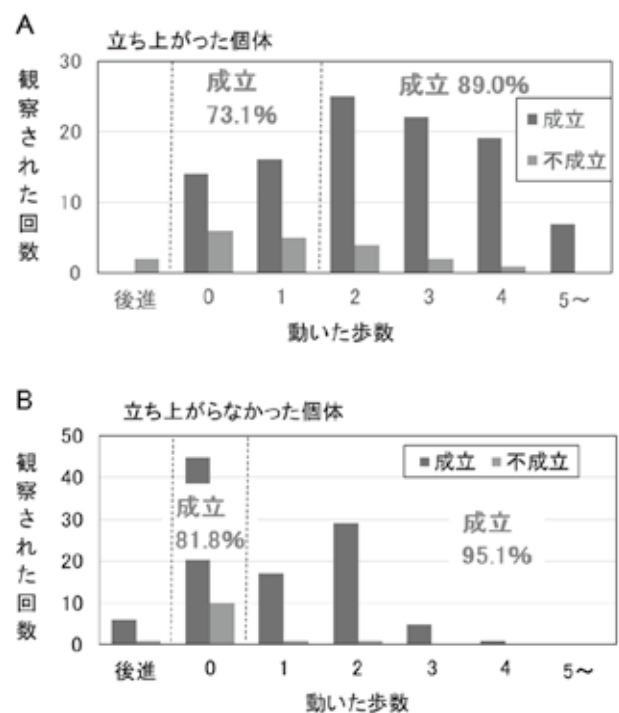 A
立ち上がった個体
観察された回数
30
20
10
0
成立
73.1%
成立 89.0%
■成立
■不成立
後進 0 1 2 3 4 5～
動いた歩数
B
立ち上がらなかった個体
観察された回数
50
40
30
20
10
0
成立
81.8%
■成立 ■不成立
成立
95.1%
後進 0 1 2 3 4 5～
動いた歩数